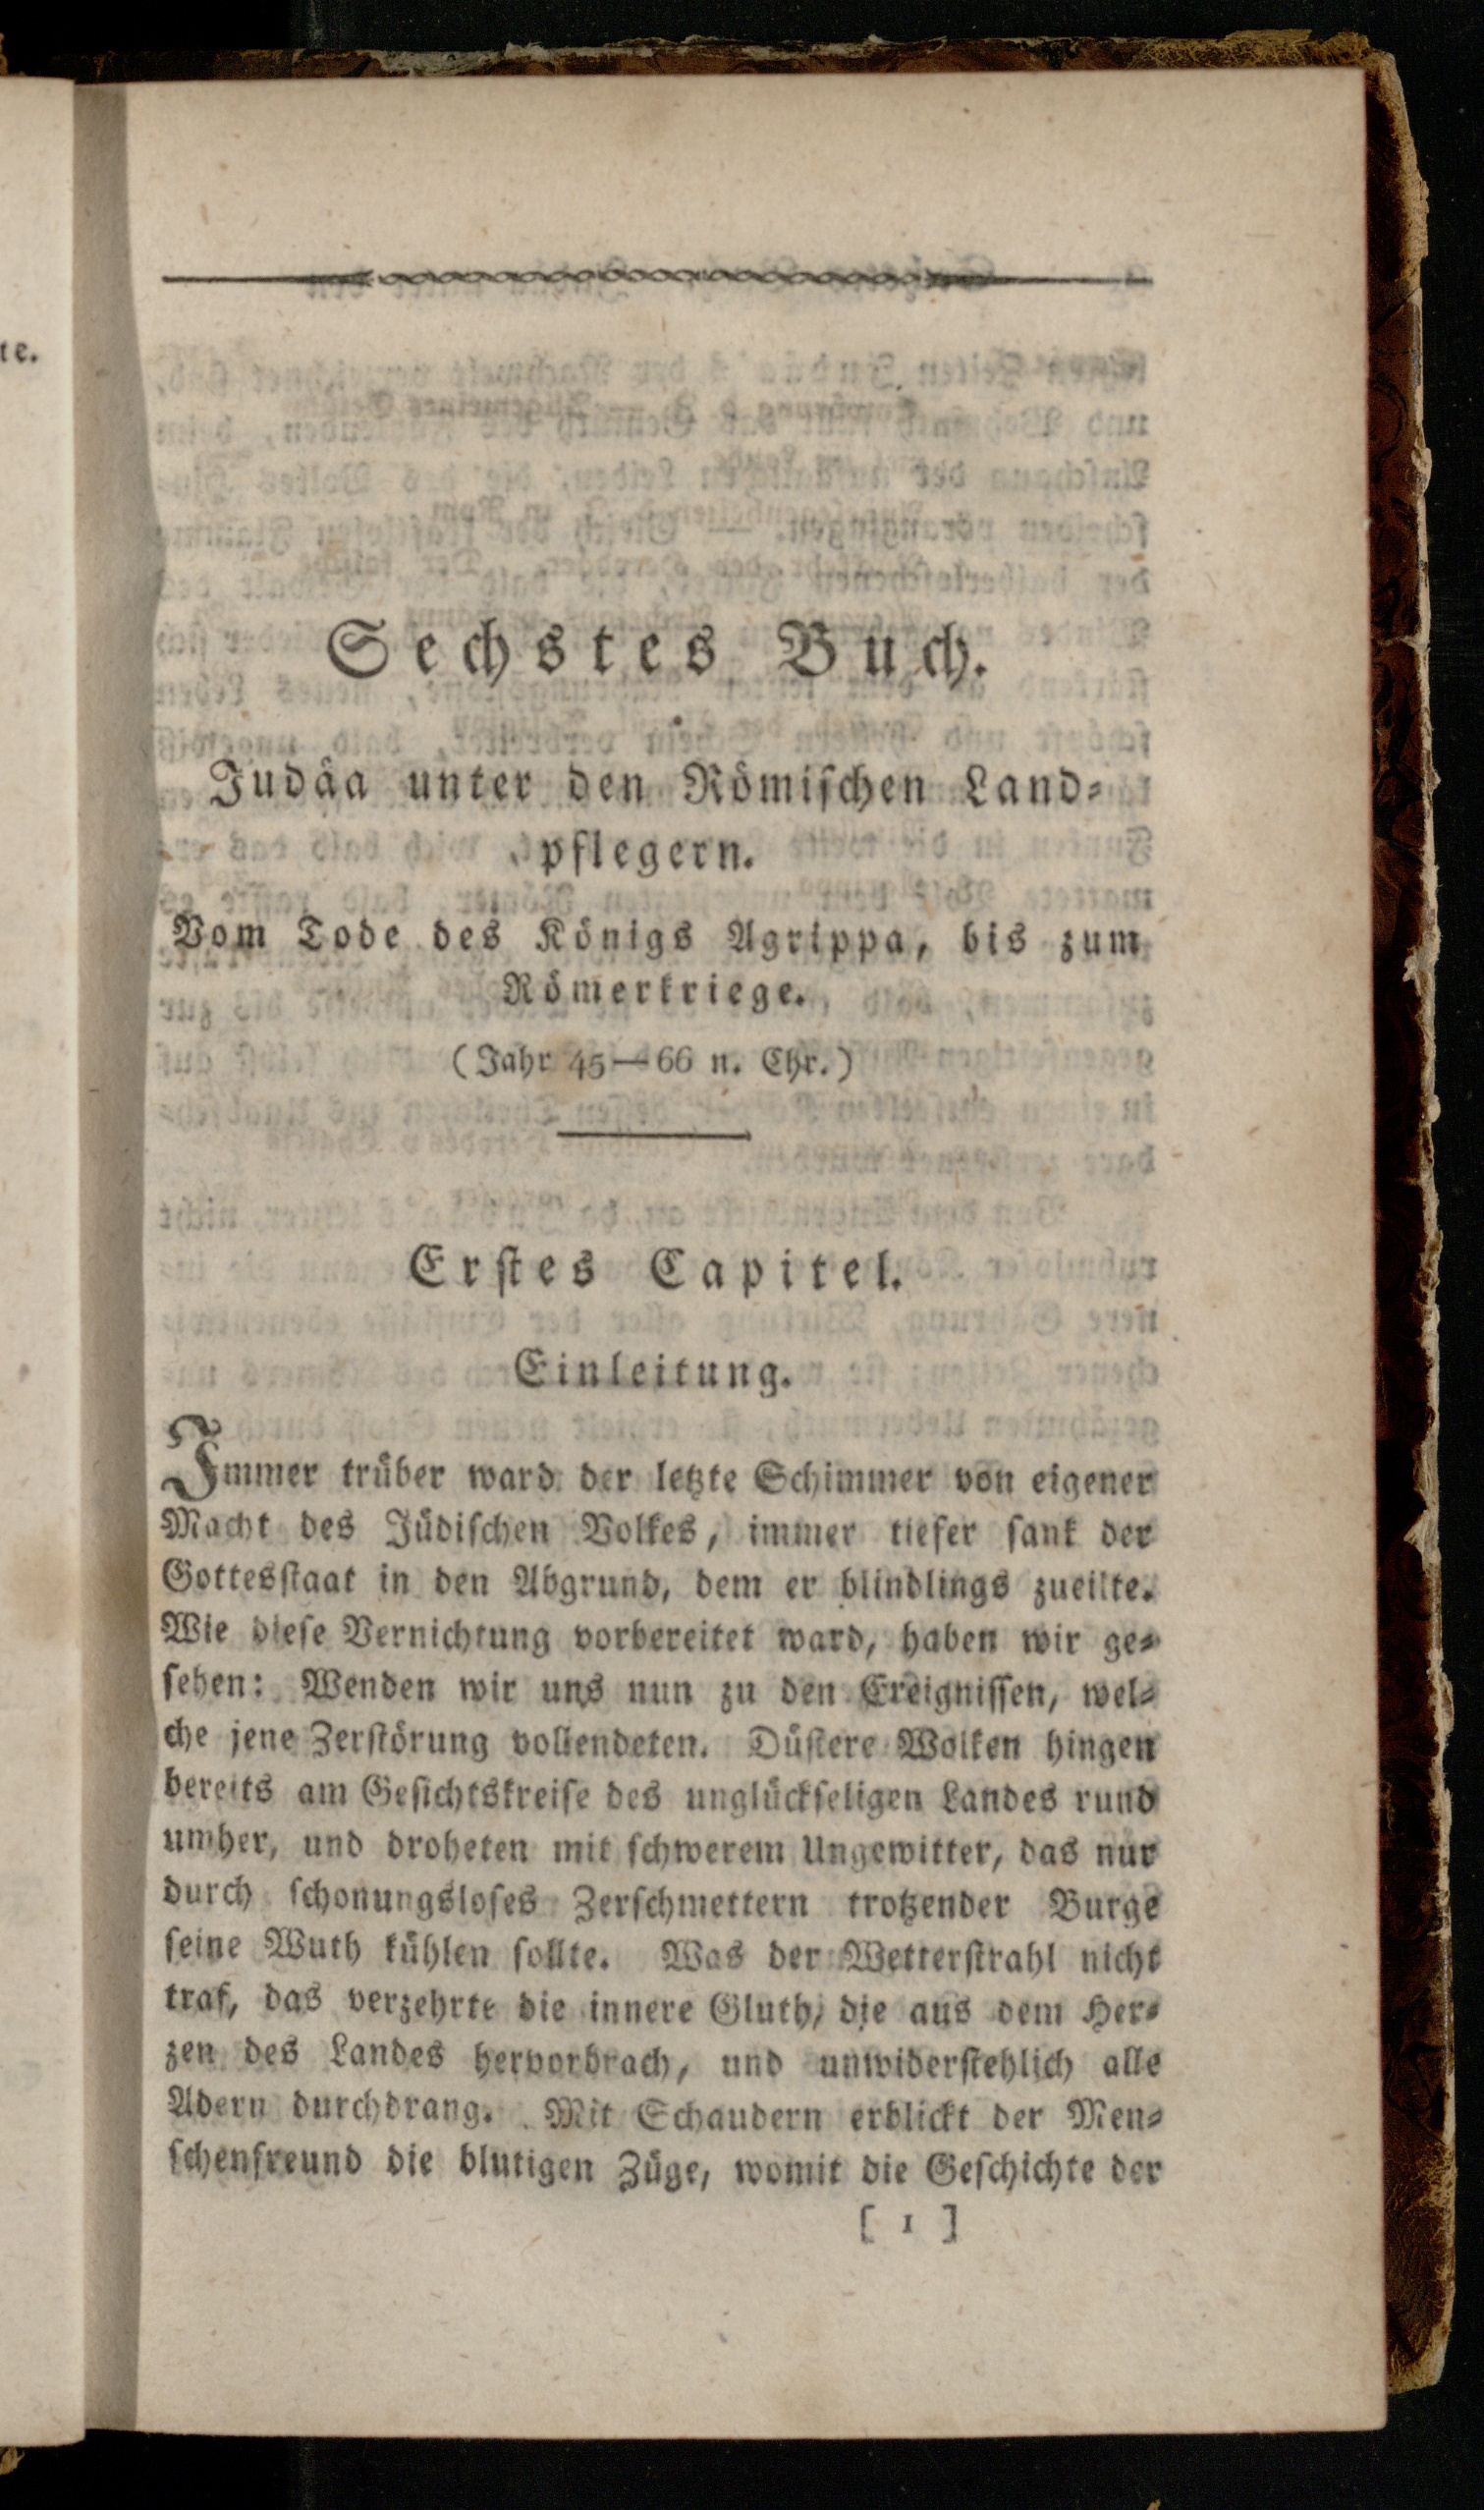 te.
Sechstes Buch.
Judäa unter den Römischen Land-
pflegern.
Vom Tode des Königs Agrippa, bis zum
Römerkriege.
(Jahr 45—66 n. Chr.)
Erstes Capitel.
Einleitung.
Immer trüber ward der letzte Schimmer von eigener
Macht des Jüdischen Volkes, immer tiefer sank der
Gottesstaat in den Abgrund, dem er blindlings zueilte.
Wie diese Vernichtung vorbereitet ward, haben wir ge-
sehen: Wenden wir uns nun zu den Ereignissen, wel-
che jene Zerstörung vollendeten. Düstere Wolken hingen
bereits am Gesichtskreise des unglückseligen Landes rund
umher, und droheten mit schwerem Ungewitter, das nur
durch schonungsloses Zerschmettern trotzender Burge
seine Wuth kühlen sollte. Was der Wetterstrahl nicht
traf, das verzehrte die innere Gluth, die aus dem Her-
zen des Landes hervorbrach, und unwiderstehlich alle
Adern durchdrang. Mit Schaudern erblickt der Men-
schenfreund die blutigen Züge, womit die Geschichte der
[ 1 ]